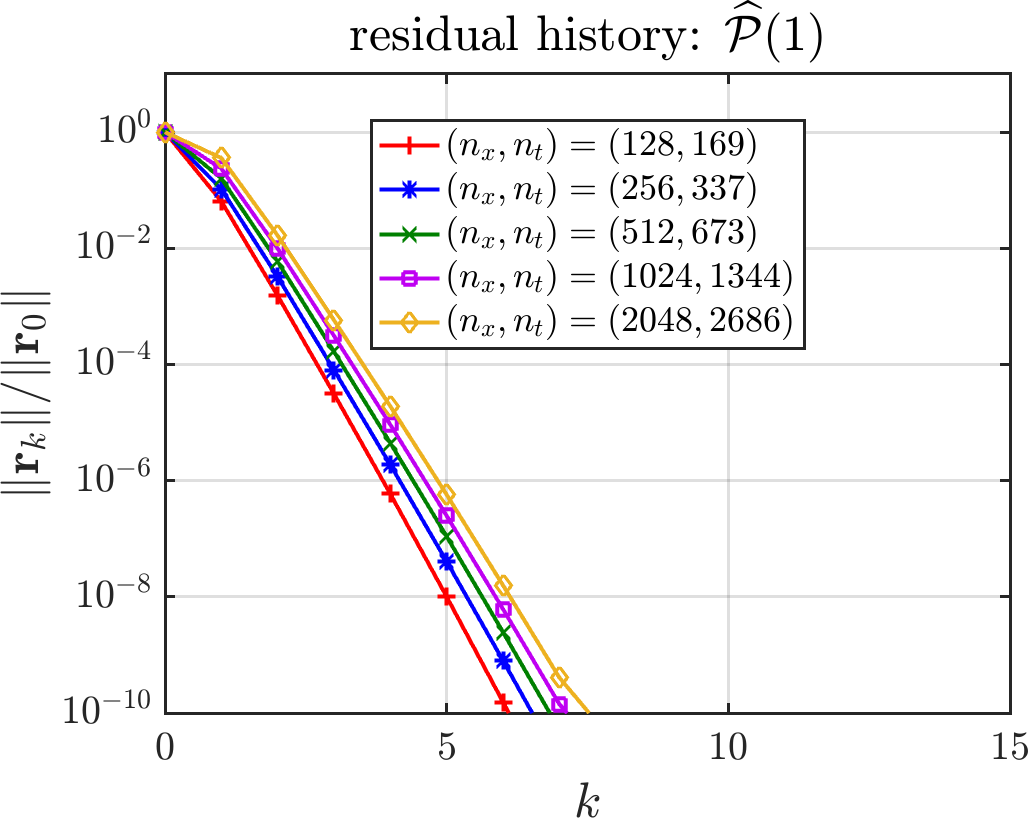 residual history: $\widehat{\mathcal{P}}(1)$
$\|\mathbf{r}_k\|/\|\mathbf{r}_0\|$
$10^{0}$
$10^{-2}$
$10^{-4}$
$10^{-6}$
$10^{-8}$
$10^{-10}$
$(n_x, n_t) = (128, 169)$
$(n_x, n_t) = (256, 337)$
$(n_x, n_t) = (512, 673)$
$(n_x, n_t) = (1024, 1344)$
$(n_x, n_t) = (2048, 2686)$
0 5 10 15
$k$